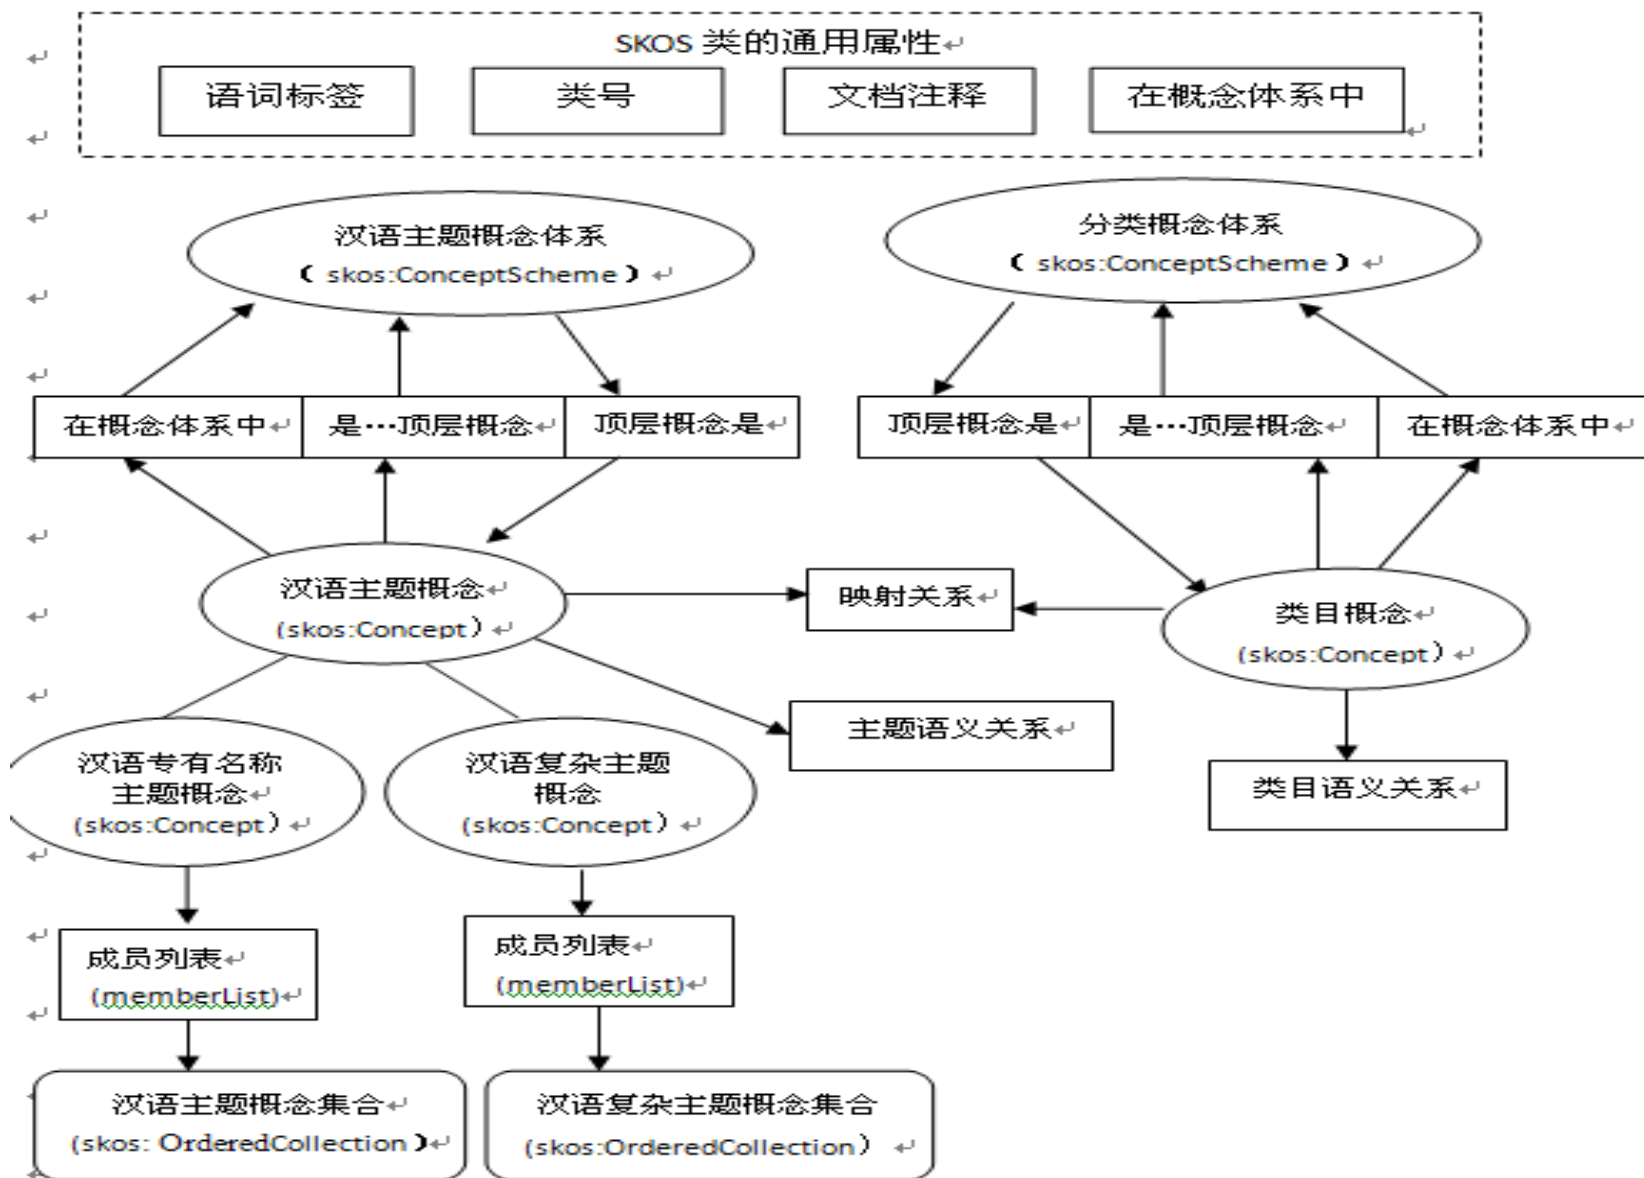 SKOS 类的通用属性
语词标签
类号
文档注释
在概念体系中
汉语主题概念体系
( skos:ConceptScheme )
分类概念体系
( skos:ConceptScheme )
在概念体系中
是…顶层概念
顶层概念是
顶层概念是
是…顶层概念
在概念体系中
汉语主题概念
(skos:Concept)
映射关系
类目概念
(skos:Concept)
主题语义关系
类目语义关系
汉语专有名称
主题概念
(skos:Concept)
汉语复杂主题
概念
(skos:Concept)
成员列表
(memberList)
成员列表
(memberList)
汉语主题概念集合
(skos: OrderedCollection )
汉语复杂主题概念集合
(skos:OrderedCollection)